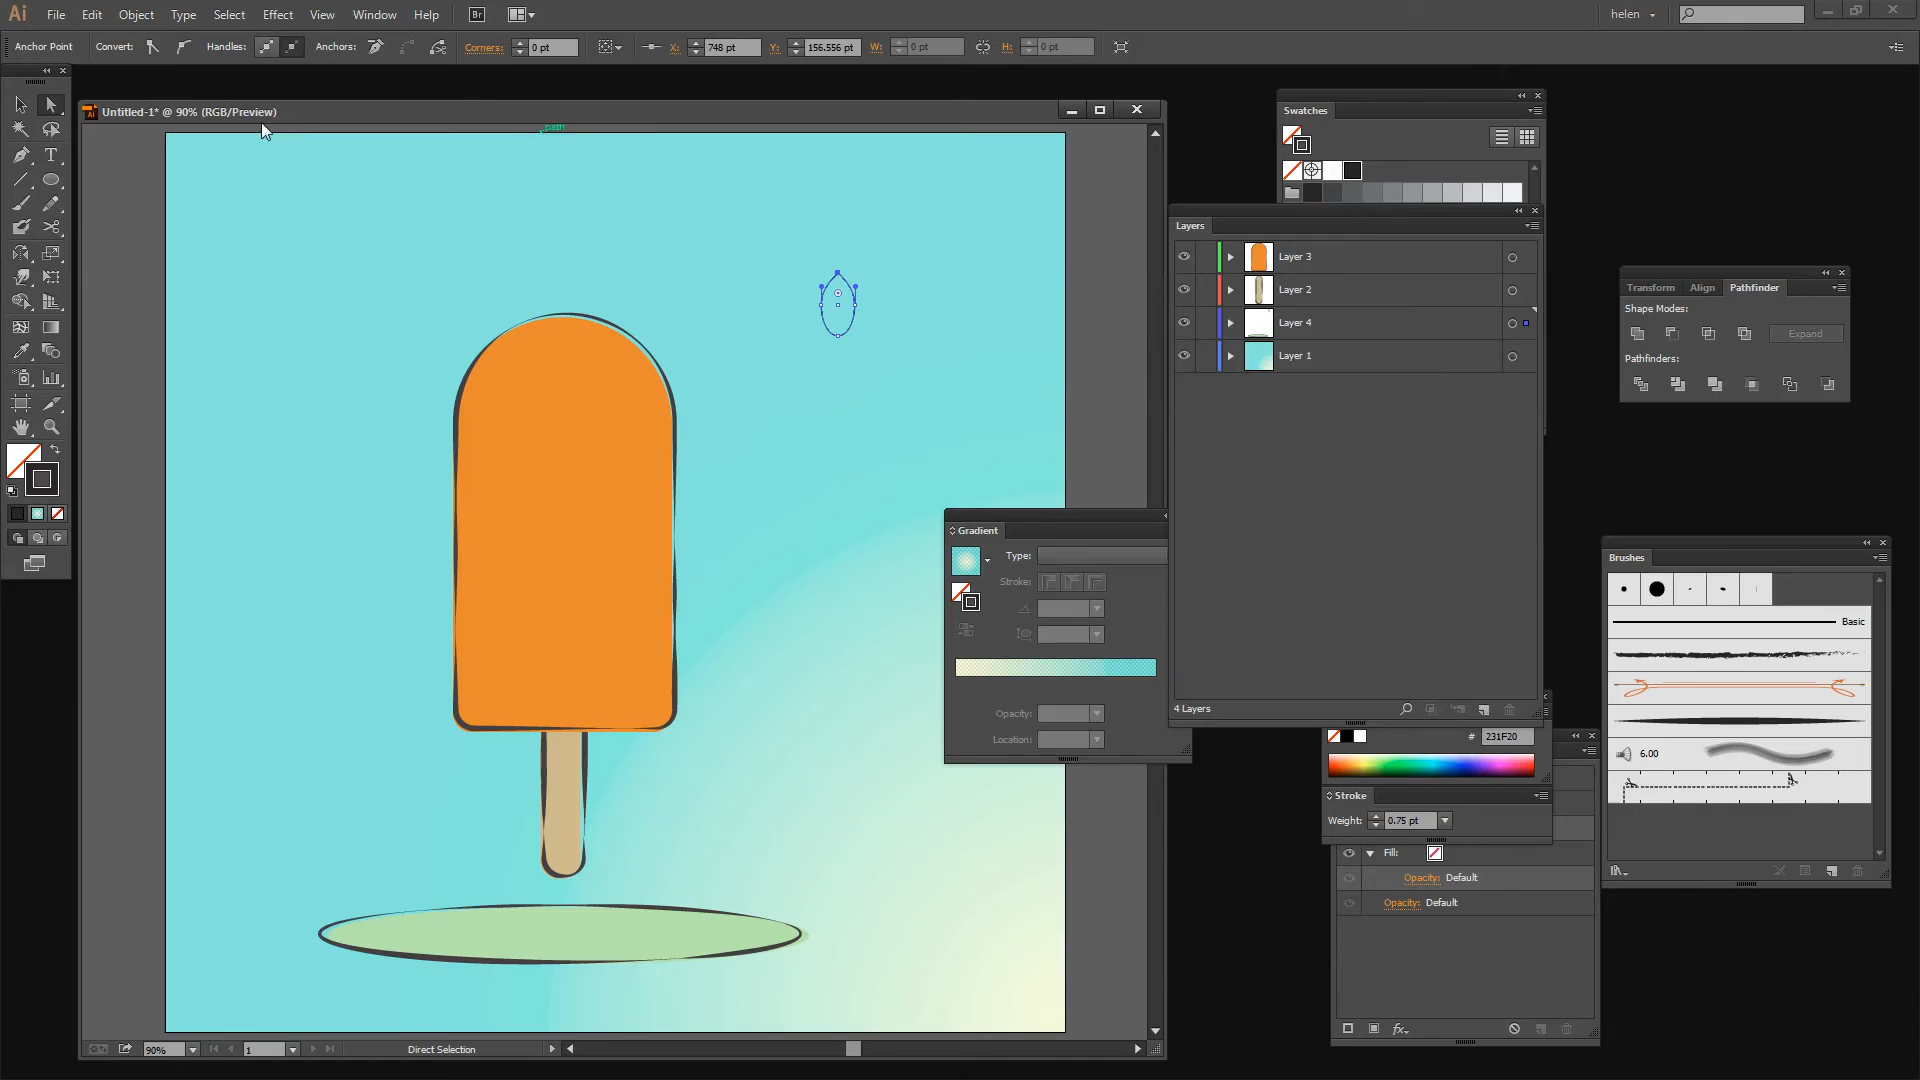 Ai File Edit Object Type Select Effect View Window Help Br helen
Anchor Point Convert: Handles: Anchors: Corners: 0 pt X: 748 pt Y: 156.556 pt W: 0 pt H: 0 pt
Untitled-1* @ 90% (RGB/Preview)
path
Swatches
Layers
Layer 3
Layer 2
Layer 4
Layer 1
4 Layers
Transform Align Pathfinder
Shape Modes:
Expand
Pathfinders:
Gradient
Type:
Stroke:
Opacity:
Location:
Brushes
Basic
6.00
# 231F20
Stroke
Weight: 0.75 pt
Fill:
Opacity: Default
Opacity: Default
fx
90% 1 Direct Selection